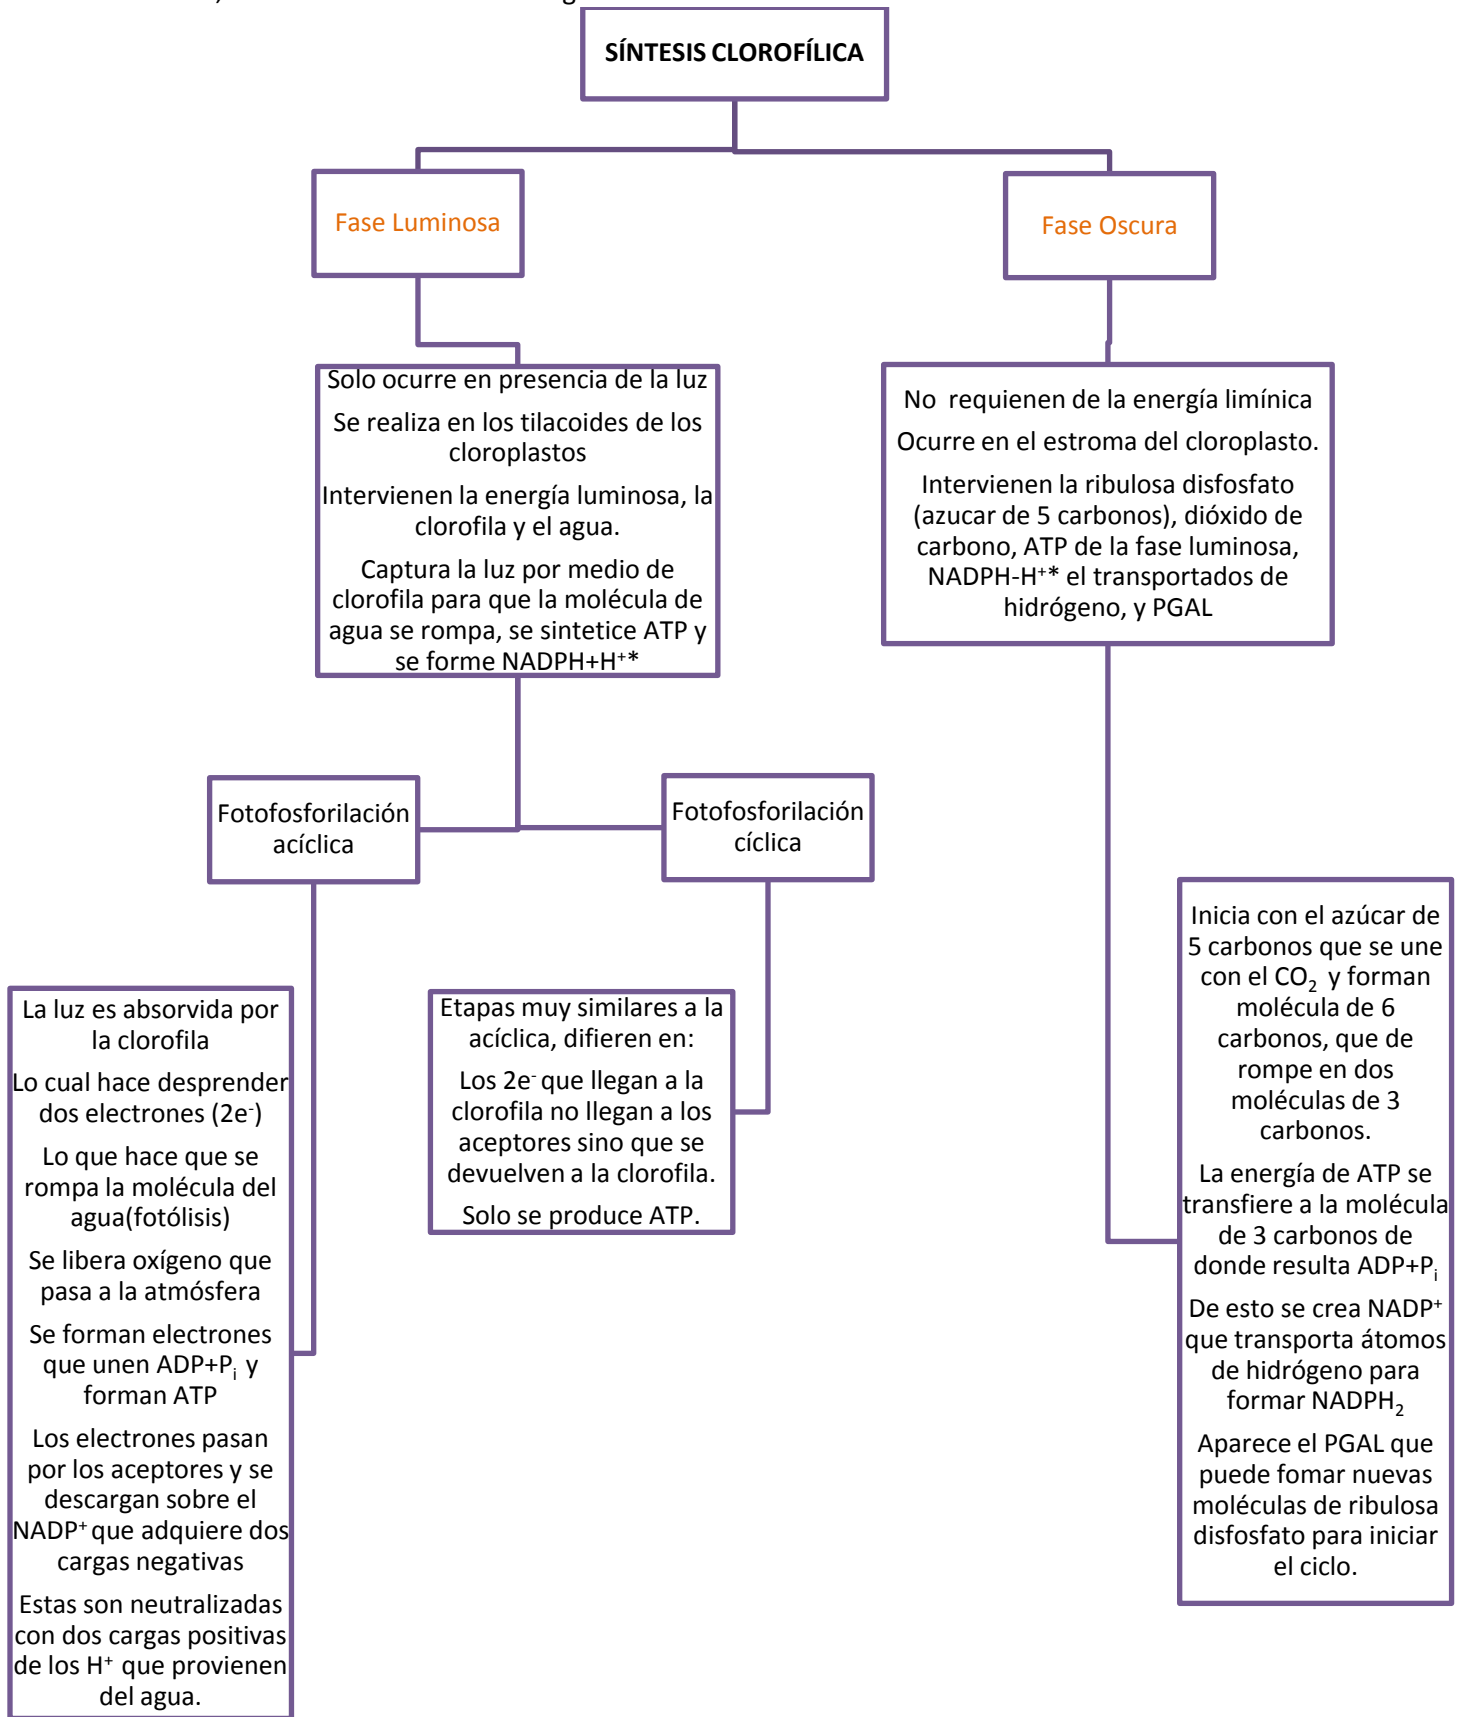 SÍNTESIS CLOROFÍLICA
Fase Luminosa
Fase Oscura
Solo ocurre en presencia de la luz
Se realiza en los tilacoides de los
cloroplastos
Intervienen la energía luminosa, la
clorofila y el agua.
Captura la luz por medio de
clorofila para que la molécula de
agua se rompa, se sintetice ATP y
se forme NADPH+H⁺*
No  requienen de la energía limínica
Ocurre en el estroma del cloroplasto.
Intervienen la ribulosa disfosfato
(azucar de 5 carbonos), dióxido de
carbono, ATP de la fase luminosa,
NADPH-H⁺* el transportados de
hidrógeno, y PGAL
Fotofosforilación
acíclica
Fotofosforilación
cíclica
La luz es absorvida por
la clorofila
Lo cual hace desprender
dos electrones (2e⁻)
Lo que hace que se
rompa la molécula del
agua(fotólisis)
Se libera oxígeno que
pasa a la atmósfera
Se forman electrones
que unen ADP+Pᵢ y
forman ATP
Los electrones pasan
por los aceptores y se
descargan sobre el
NADP⁺ que adquiere dos
cargas negativas
Estas son neutralizadas
con dos cargas positivas
de los H⁺ que provienen
del agua.
Etapas muy similares a la
acíclica, difieren en:
Los 2e⁻ que llegan a la
clorofila no llegan a los
aceptores sino que se
devuelven a la clorofila.
Solo se produce ATP.
Inicia con el azúcar de
5 carbonos que se une
con el CO₂ y forman
molécula de 6
carbonos, que de
rompe en dos
moléculas de 3
carbonos.
La energía de ATP se
transfiere a la molécula
de 3 carbonos de
donde resulta ADP+Pᵢ
De esto se crea NADP⁺
que transporta átomos
de hidrógeno para
formar NADPH₂
Aparece el PGAL que
puede fomar nuevas
moléculas de ribulosa
disfosfato para iniciar
el ciclo.